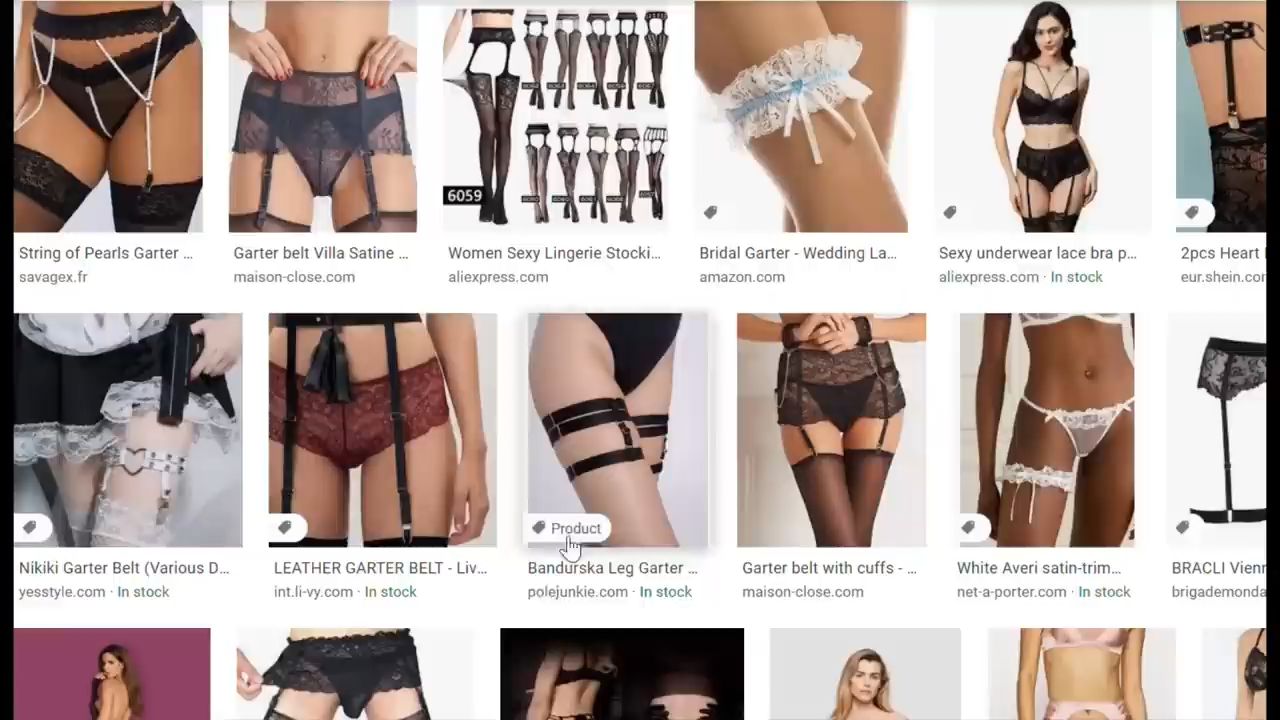 6059
String of Pearls Garter ...
savagex.fr
Garter belt Villa Satine ...
maison-close.com
Women Sexy Lingerie Stocki...
aliexpress.com
Bridal Garter - Wedding La...
amazon.com
Sexy underwear lace bra p...
aliexpress.com · In stock
2pcs Heart
eur.shein.cor
Product
Nikiki Garter Belt (Various D...
yesstyle.com · In stock
LEATHER GARTER BELT - Liv...
int.li-vy.com · In stock
Bandurska Leg Garter ...
polejunkie.com · In stock
Garter belt with cuffs - ...
maison-close.com
White Averi satin-trim...
net-a-porter.com · In stock
BRACLI Vien
brigademonda